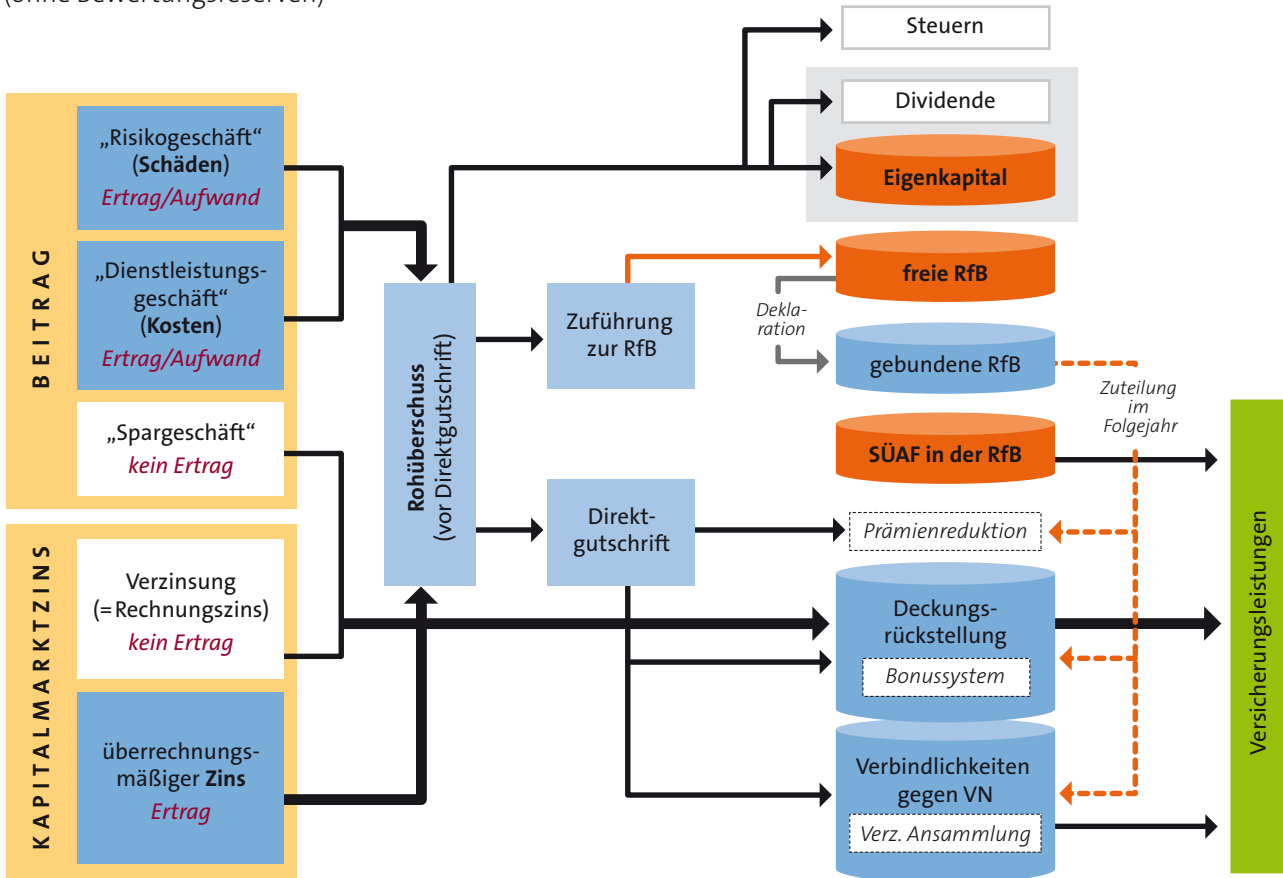 (ohne Bewertungsreserven)
BEITRAG
„Risikogeschäft“
(Schäden)
Ertrag/Aufwand
„Dienstleistungs-
geschäft“
(Kosten)
Ertrag/Aufwand
„Spargeschäft“
kein Ertrag
KAPITALMARKTZINS
Verzinsung
(=Rechnungszins)
kein Ertrag
überrechnungs-
mäßiger Zins
Ertrag
Rohüberschuss
(vor Direktgutschrift)
Zuführung
zur RfB
Direkt-
gutschrift
Steuern
Dividende
Eigenkapital
freie RfB
Dekla-
ration
gebundene RfB
Zuteilung
im
Folgejahr
SÜAF in der RfB
Prämienreduktion
Deckungs-
rückstellung
Bonussystem
Verbindlichkeiten
gegen VN
Verz. Ansammlung
Versicherungsleistungen